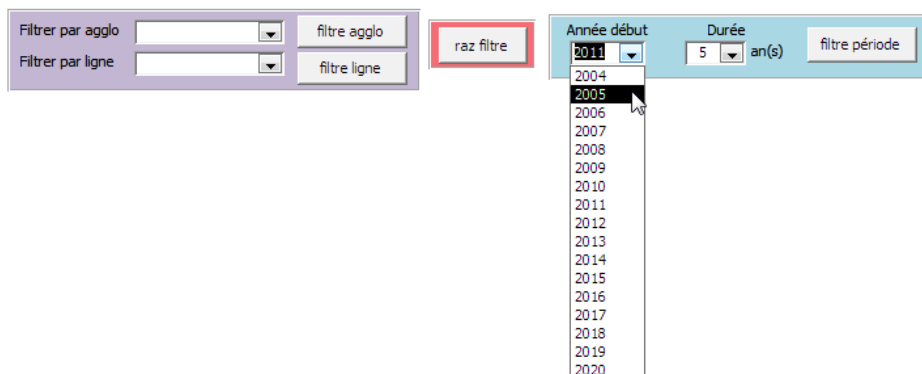 Filtrer par agglo
filtre agglo
Filtrer par ligne
filtre ligne
raz filtre
Année début
Durée
2011
5
an(s)
filtre période
2004
2005
2006
2007
2008
2009
2010
2011
2012
2013
2014
2015
2016
2017
2018
2019
2020